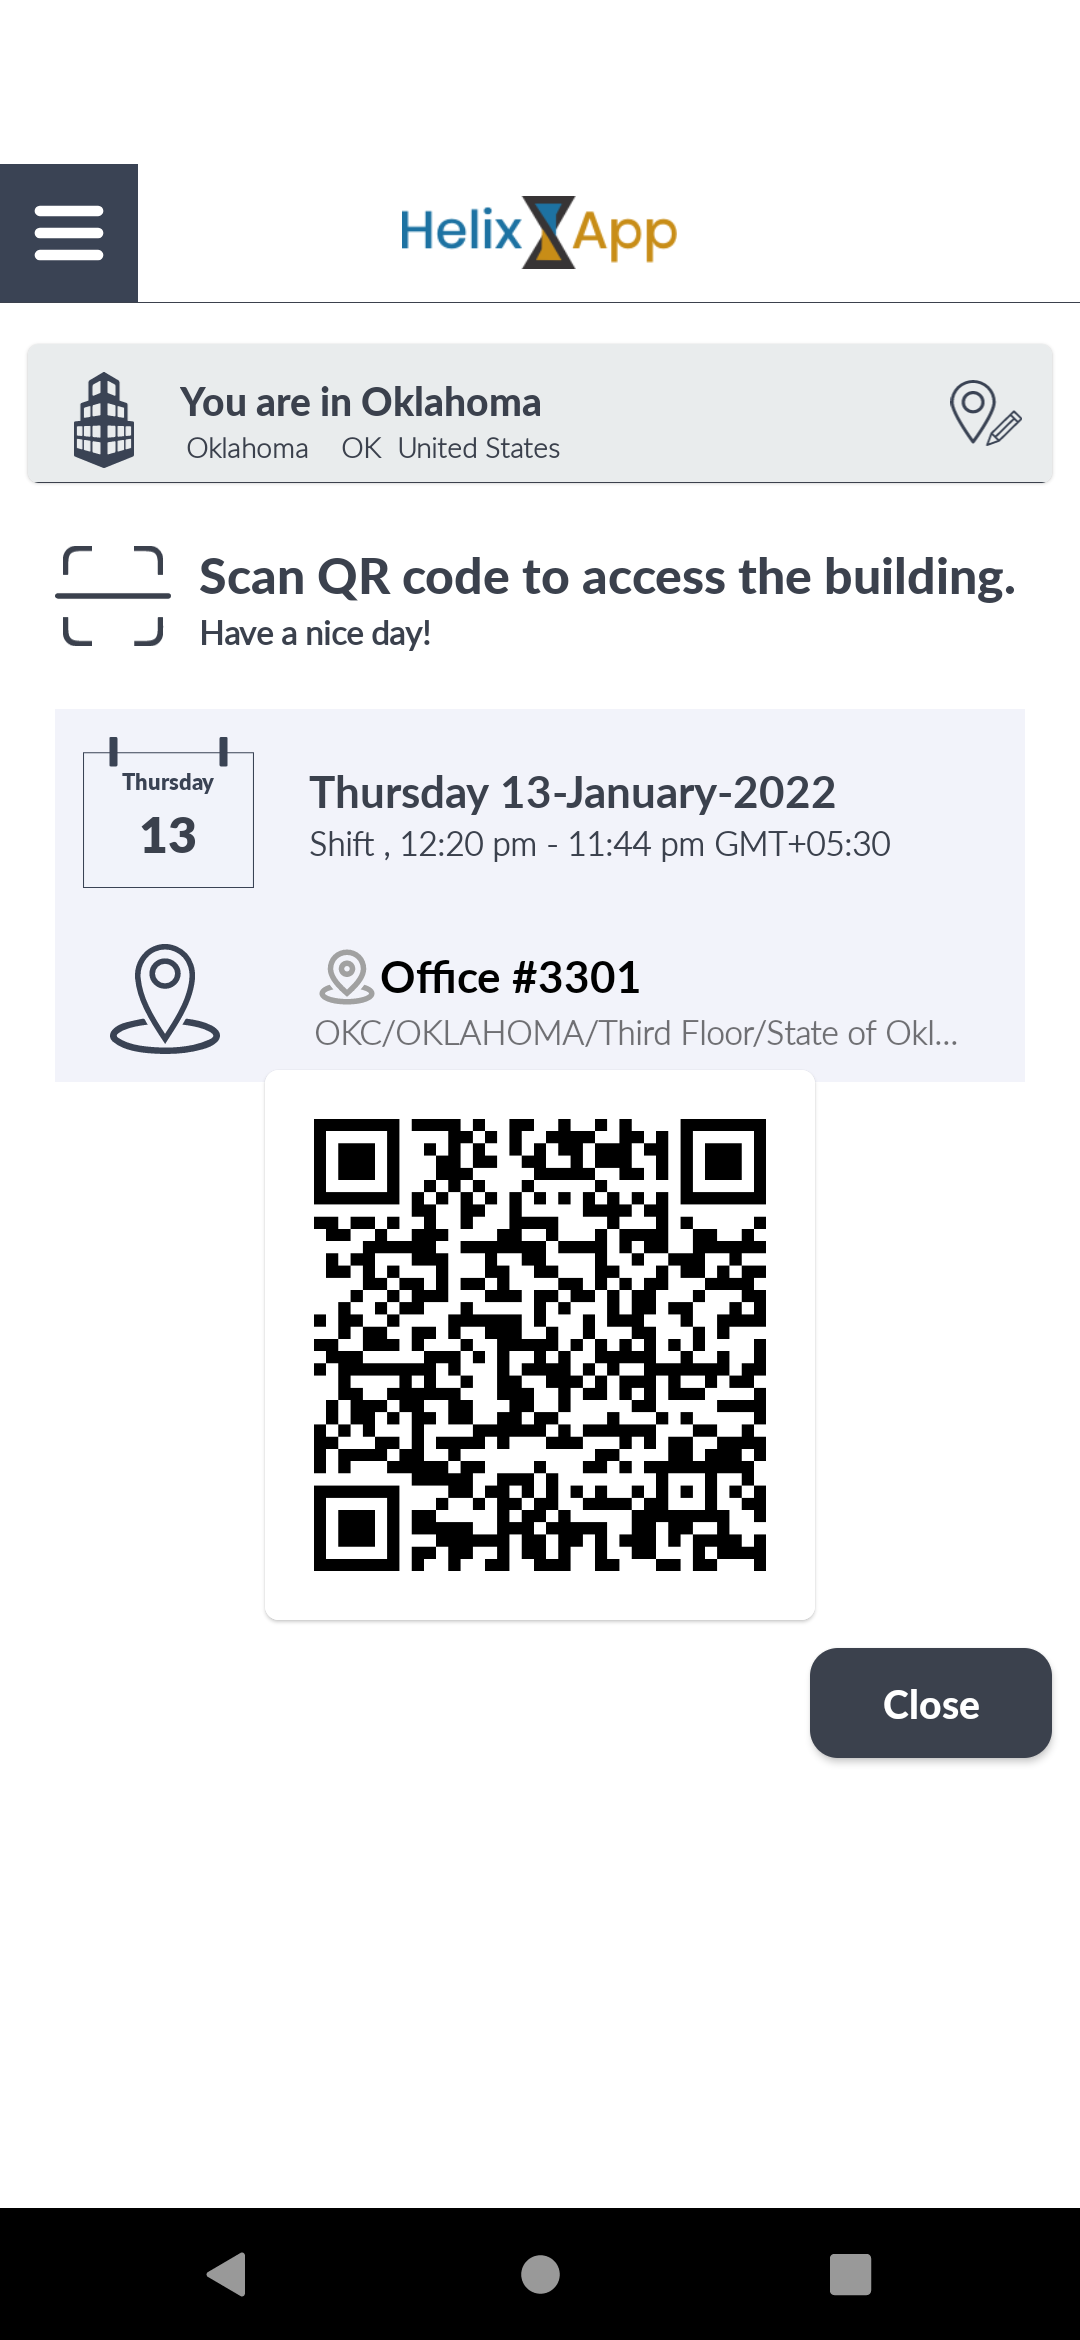 Helix App
You are in Oklahoma
Oklahoma OK United States
Scan QR code to access the building.
Have a nice day!
Thursday
13
Thursday 13-January-2022
Shift , 12:20 pm - 11:44 pm GMT+05:30
Office #3301
OKC/OKLAHOMA/Third Floor/State of Okl...
Close